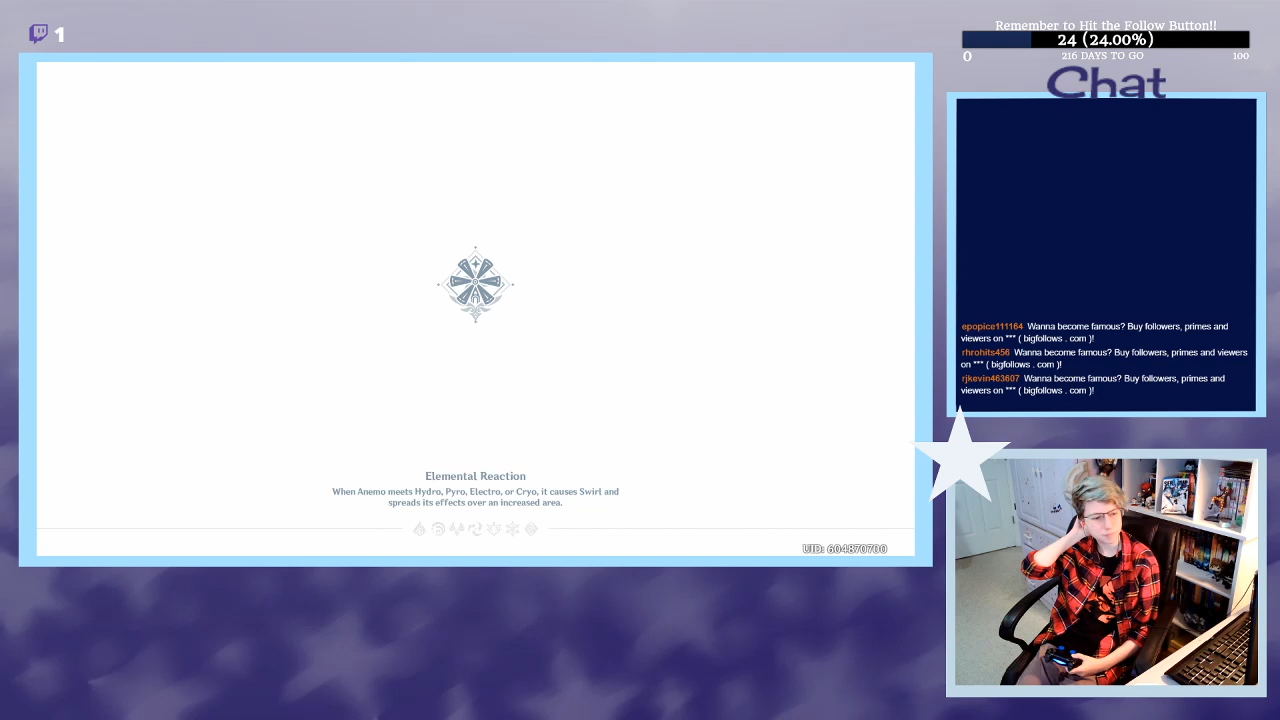 1
Remember to Hit the Follow Button!!
24 (24.00%)
0
216 DAYS TO GO
100
Chat
epopice111164 Wanna become famous? Buy followers, primes and
viewers on *** ( bigfollows . com )!
rhrohits456 Wanna become famous? Buy followers, primes and viewers
on *** ( bigfollows . com )!
rjkevin463607 Wanna become famous? Buy followers, primes and
viewers on *** ( bigfollows . com )!
Elemental Reaction
When Anemo meets Hydro, Pyro, Electro, or Cryo, it causes Swirl and
spreads its effects over an increased area.
UID: 604870700